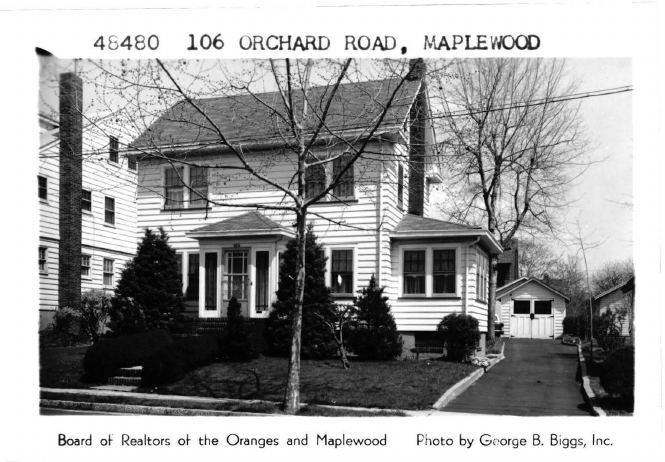 48480 106 ORCHARD ROAD, MAPLEWOOD
Board of Realtors of the Oranges and Maplewood Photo by George B. Biggs, Inc.